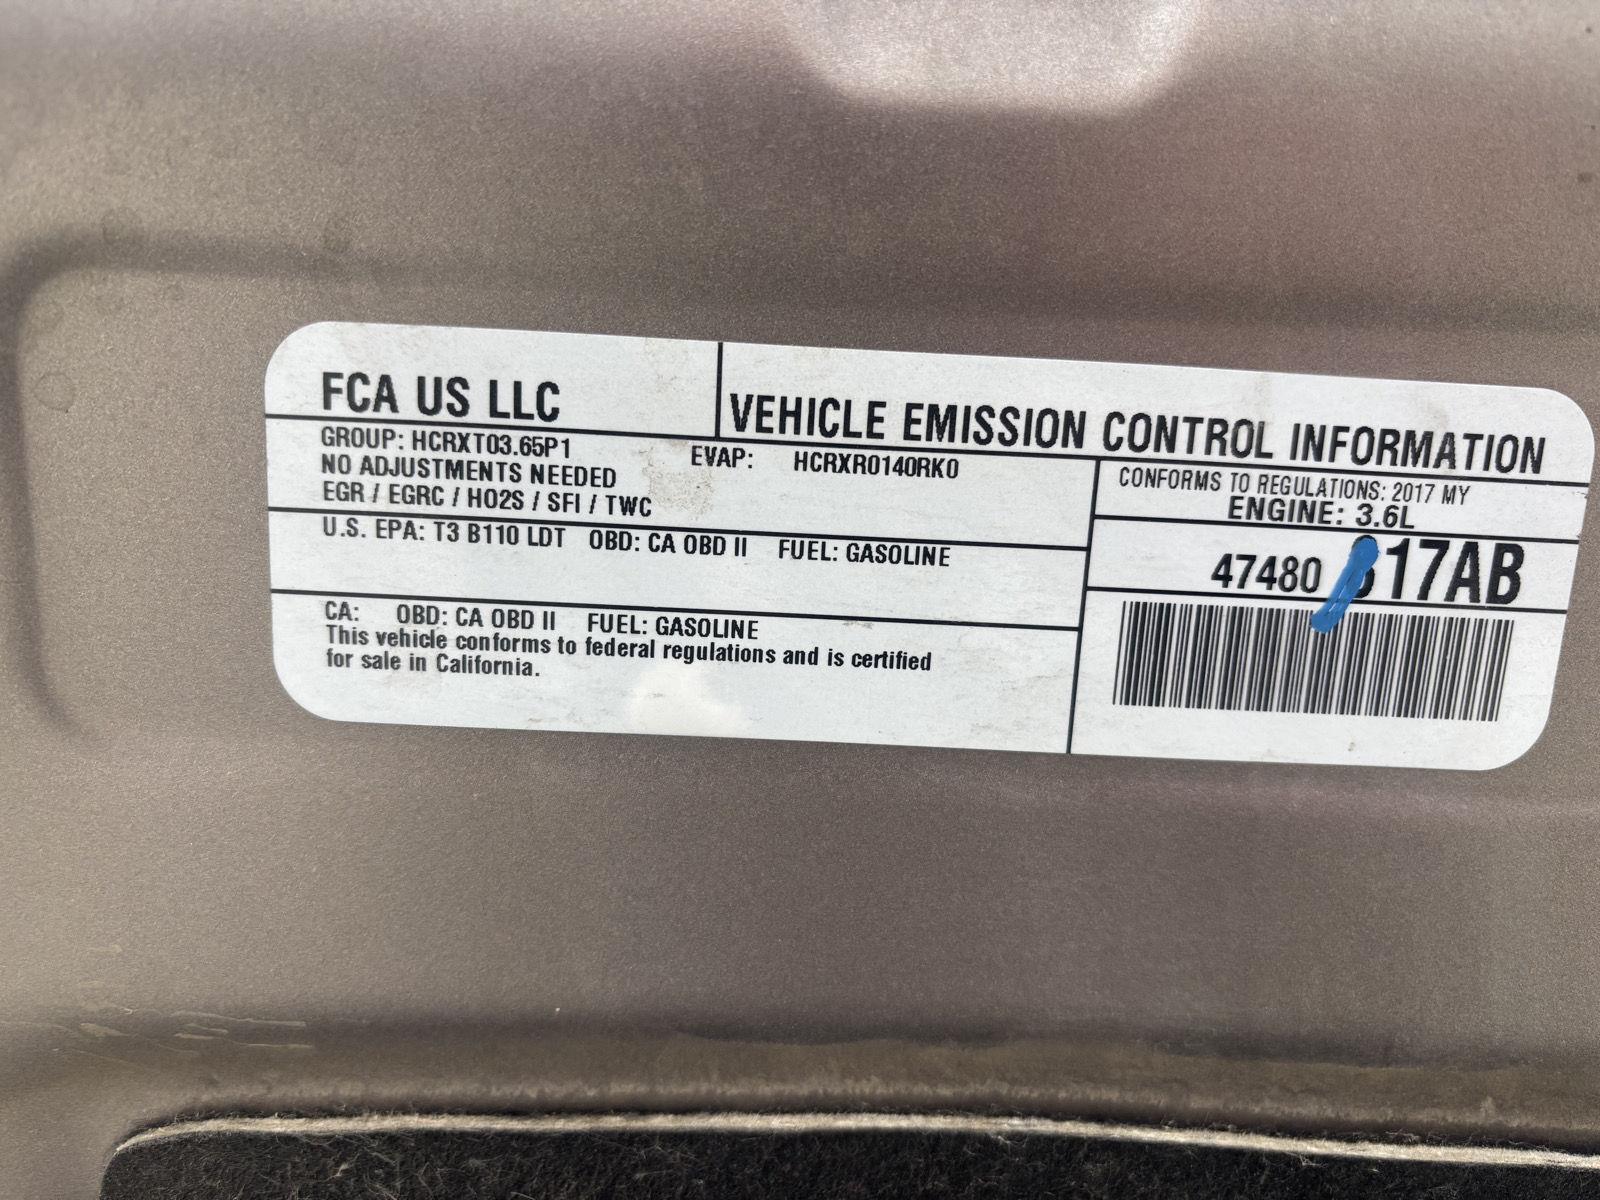 FCA US LLC
VEHICLE EMISSION CONTROL INFORMATION
GROUP: HCRXT03.65P1
EVAP: HCRXR0140RK0
NO ADJUSTMENTS NEEDED
EGR / EGRC / HO2S / SFI / TWC
CONFORMS TO REGULATIONS: 2017 MY
ENGINE: 3.6L
U.S. EPA: T3 B110 LDT OBD: CA OBD II FUEL: GASOLINE
47480
CA: OBD: CA OBD II FUEL: GASOLINE
This vehicle conforms to federal regulations and is certified
for sale in California.